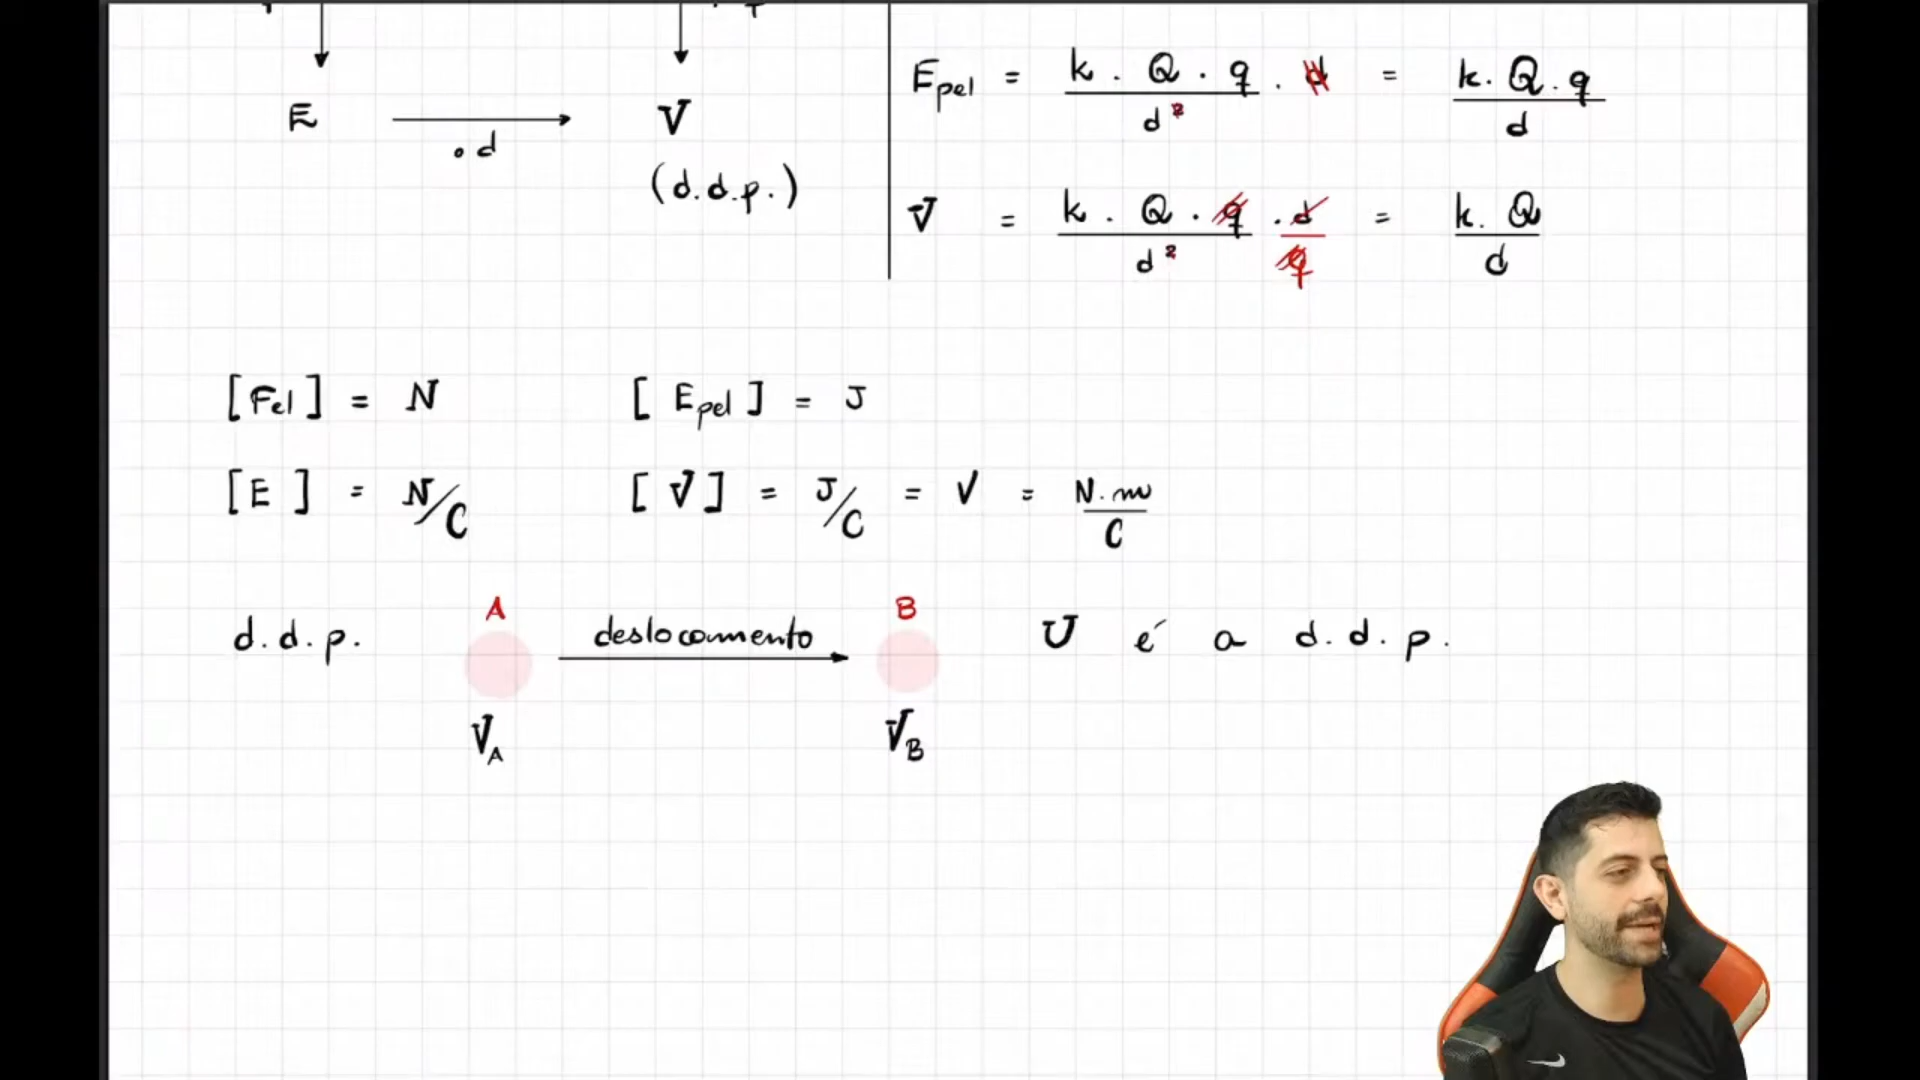 E . d V
(d.d.p.)
Epel = k . Q . q / d² . d = k . Q . q / d
V = k . Q . q / d² . d / q = k . Q / d
[Fel] = N [Epel] = J
[E] = N/C [V] = J/C = V = N.m / C
d.d.p. A deslocamento B U é a d.d.p.
VA VB